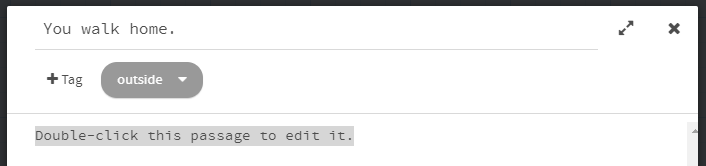 You walk home.
+ Tag
outside
Double-click this passage to edit it.